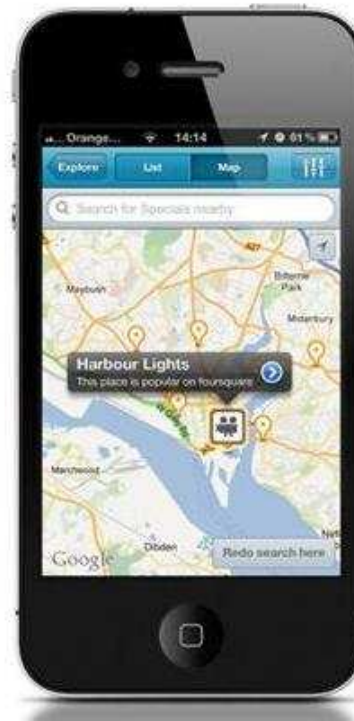 Orange... 14:14 61%
Explore List Map
Search for Specials nearby
Bitterne
Park
Maybush
Midanbury
Harbour Lights
This place is popular on foursquare
Marchwood
Dibden
Google
Redo search here